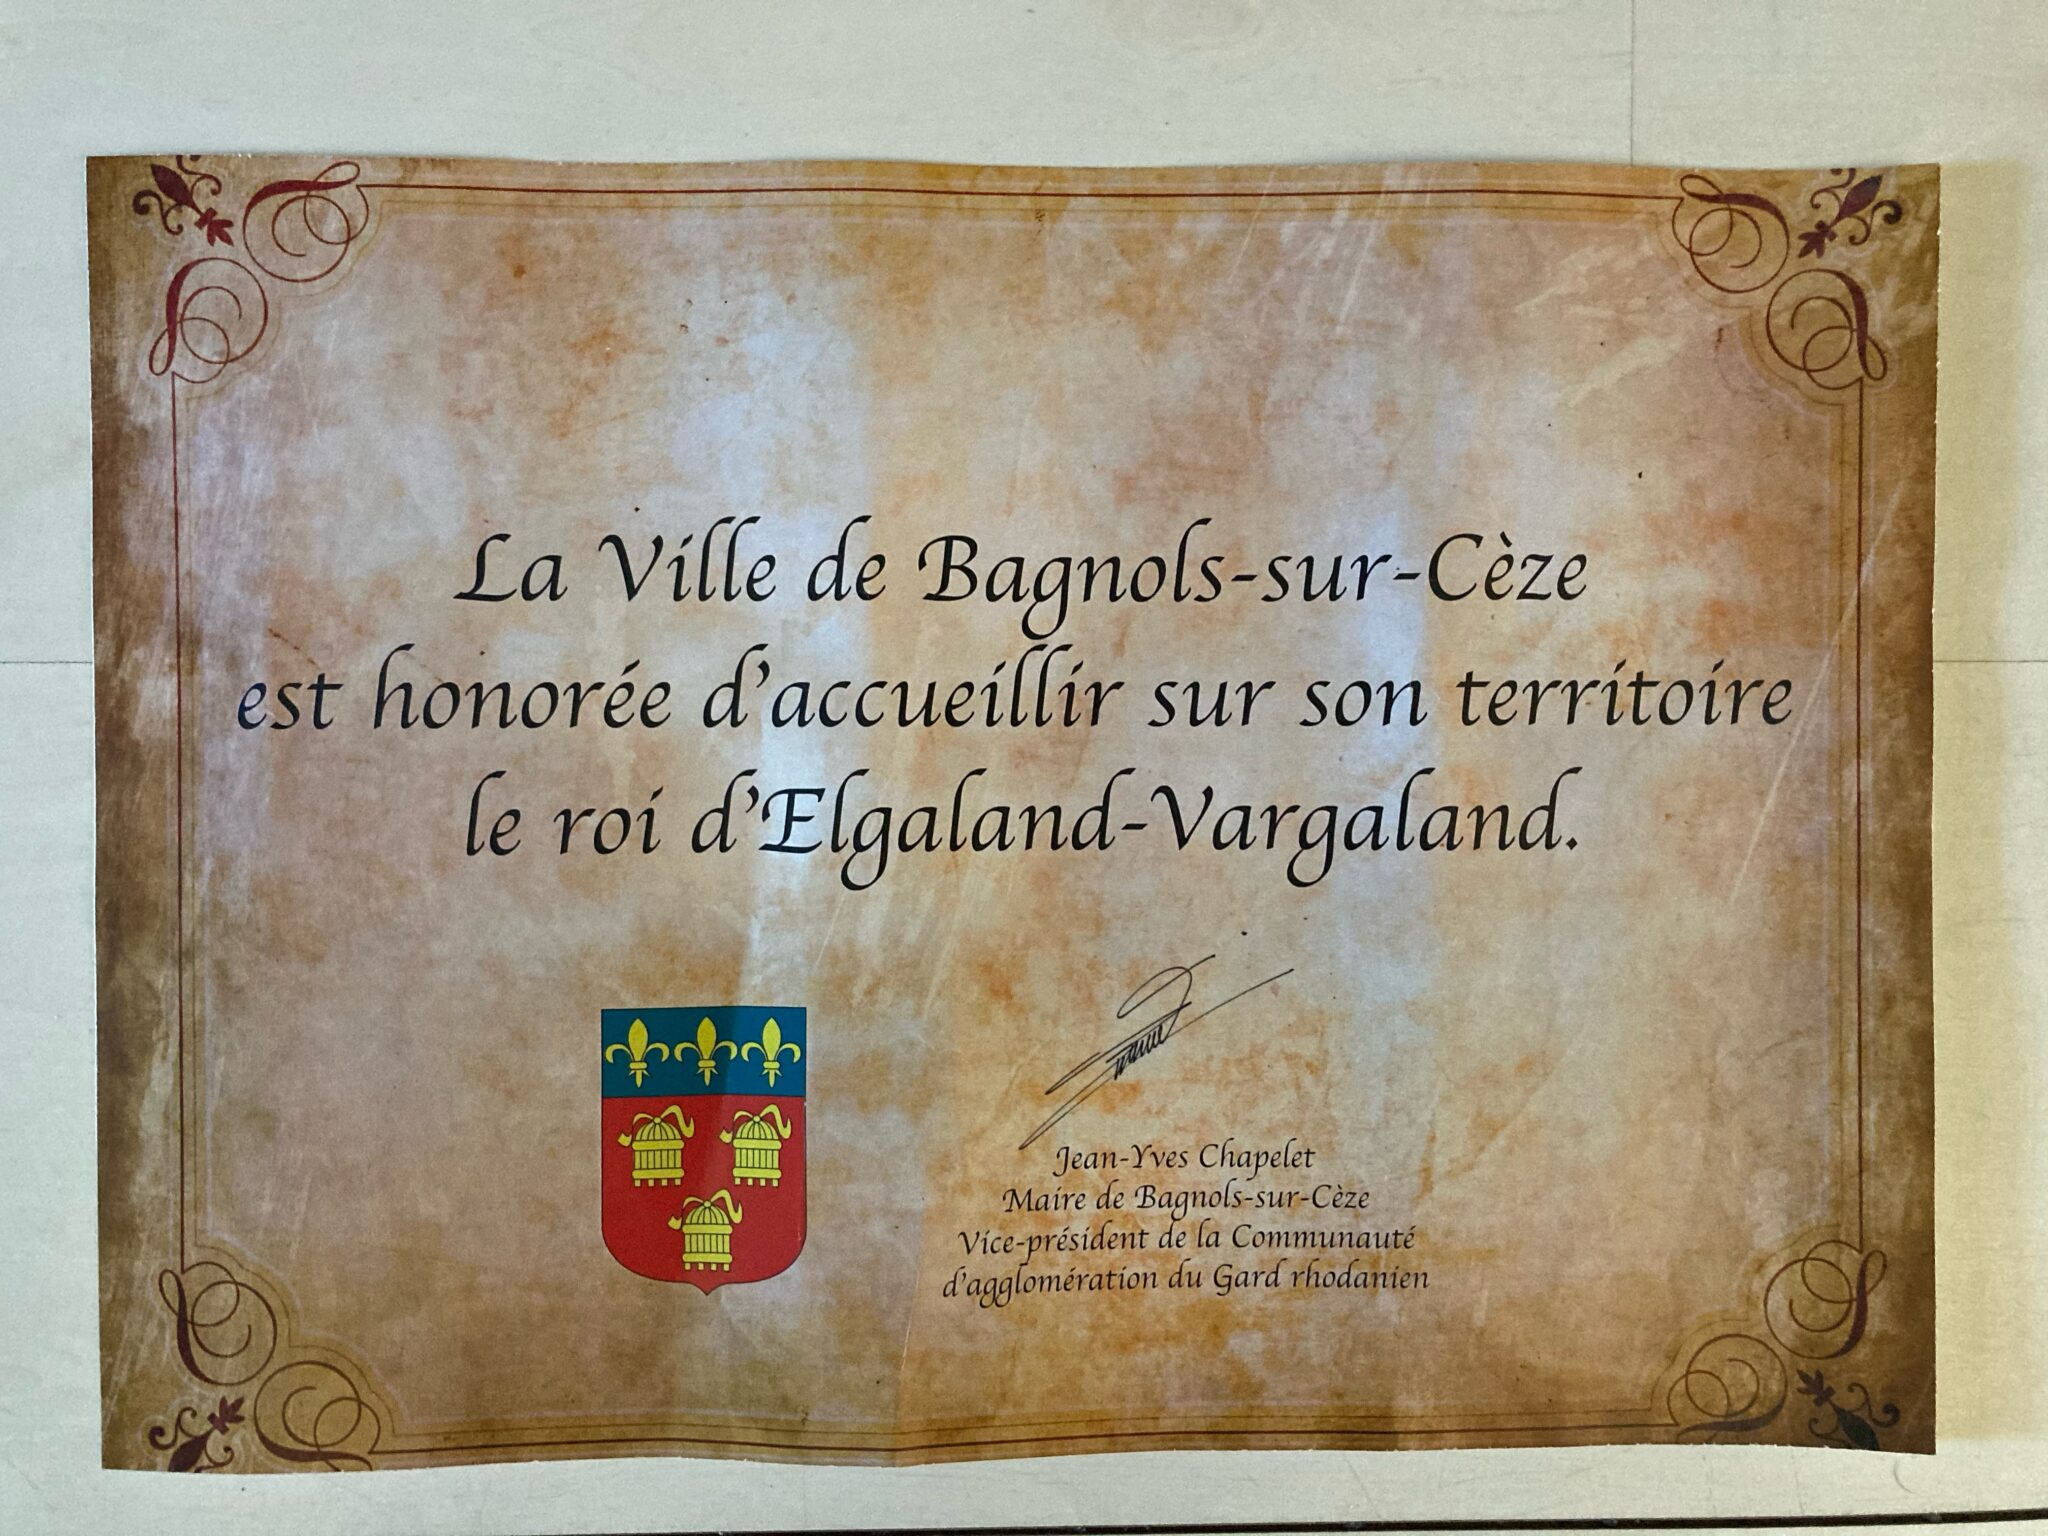 La Ville de Bagnols-sur-Cèze
est honorée d'accueillir sur son territoire
le roi d'Elgaland-Vargaland.
Jean-Yves Chapelet
Maire de Bagnols-sur-Cèze
Vice-président de la Communauté
d'agglomération du Gard rhodanien